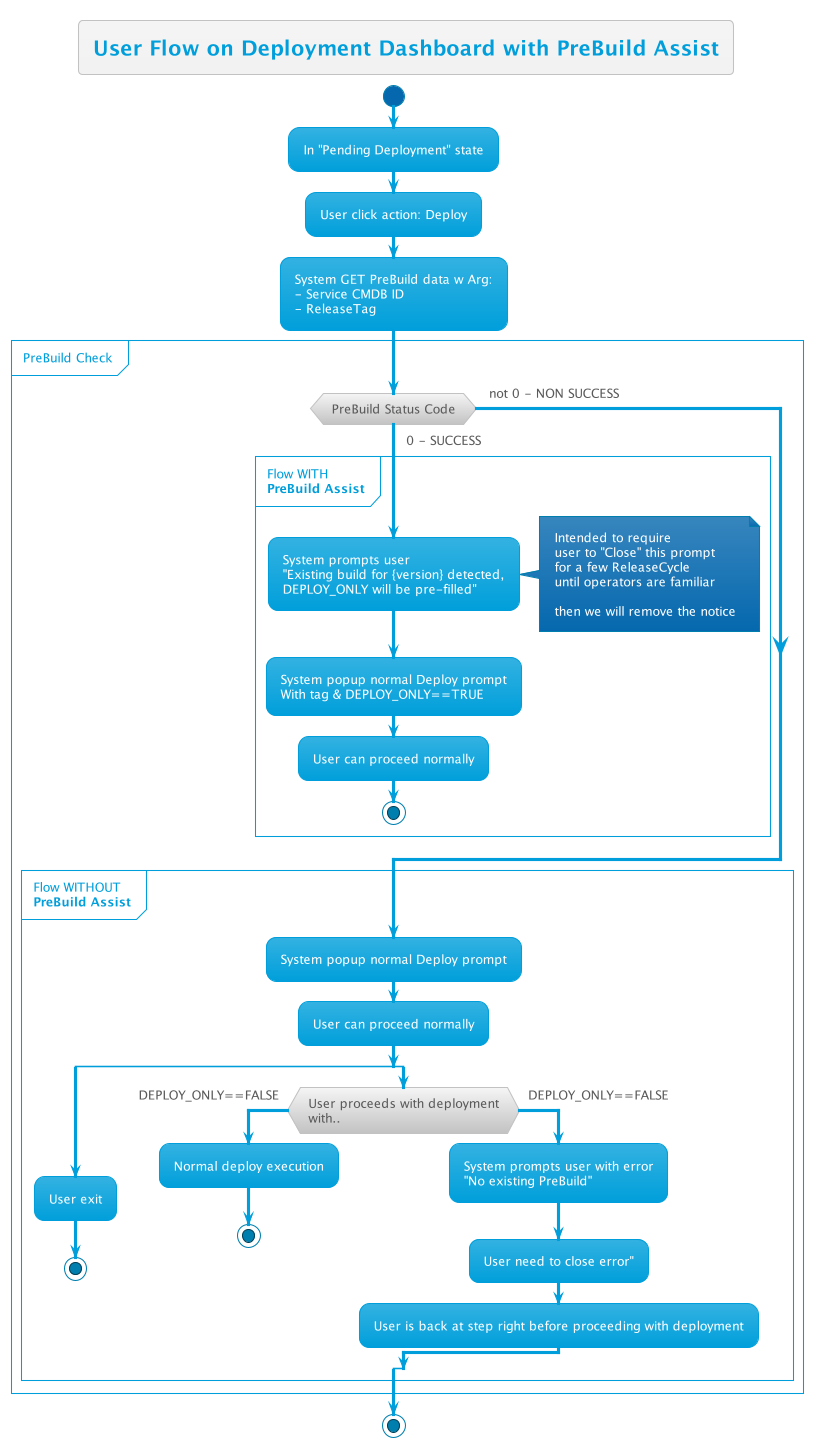 User Flow on Deployment Dashboard with PreBuild Assist
In "Pending Deployment" state
User click action: Deploy
System GET PreBuild data w Arg:
- Service CMDB ID
- ReleaseTag
PreBuild Check
PreBuild Status Code
not 0 - NON SUCCESS
0 - SUCCESS
Flow WITH
PreBuild Assist
System prompts user
"Existing build for {version} detected,
DEPLOY_ONLY will be pre-filled"
Intended to require
user to "Close" this prompt
for a few ReleaseCycle
until operators are familiar
then we will remove the notice
System popup normal Deploy prompt
With tag & DEPLOY_ONLY==TRUE
User can proceed normally
Flow WITHOUT
PreBuild Assist
System popup normal Deploy prompt
User can proceed normally
DEPLOY_ONLY==FALSE
User proceeds with deployment
with..
DEPLOY_ONLY==FALSE
User exit
Normal deploy execution
System prompts user with error
"No existing PreBuild"
User need to close error"
User is back at step right before proceeding with deployment